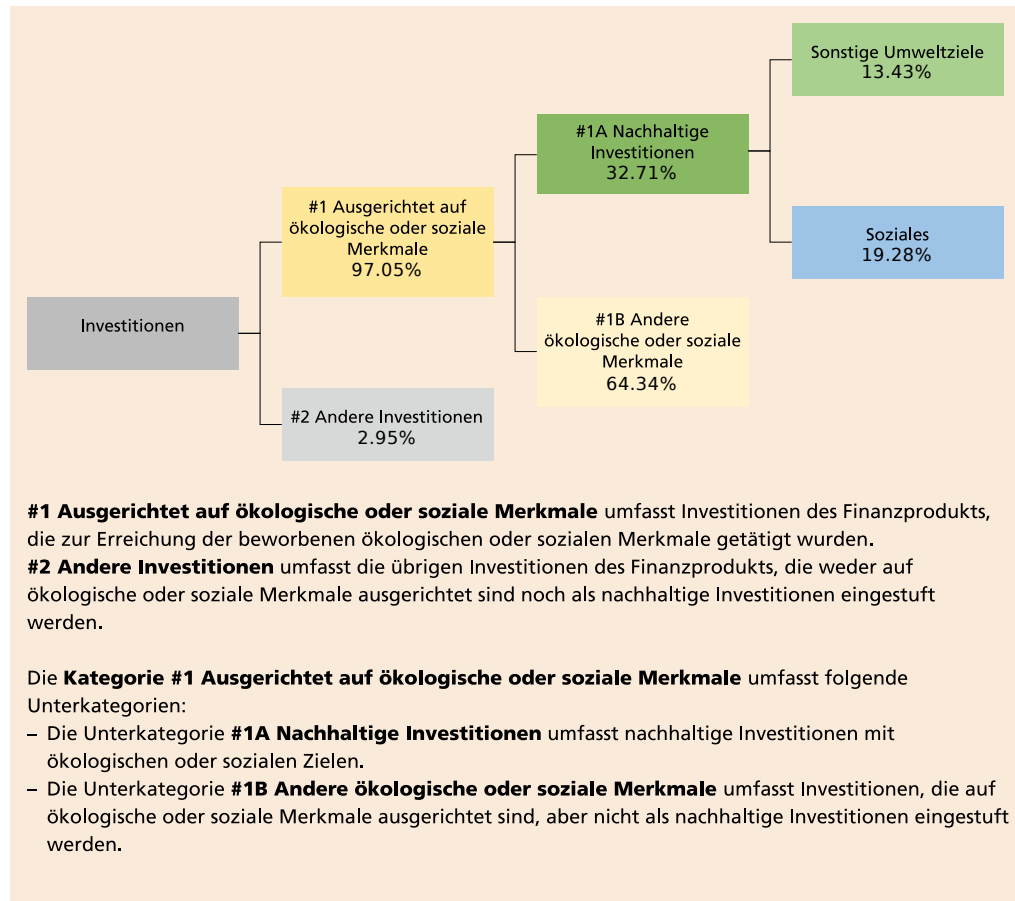 Sonstige Umweltziele
13.43%
#1A Nachhaltige
Investitionen
32.71%
#1 Ausgerichtet auf
ökologische oder soziale
Merkmale
97.05%
Soziales
19.28%
Investitionen
#1B Andere
ökologische oder soziale
Merkmale
64.34%
#2 Andere Investitionen
2.95%
#1 Ausgerichtet auf ökologische oder soziale Merkmale umfasst Investitionen des Finanzprodukts,
die zur Erreichung der beworbenen ökologischen oder sozialen Merkmale getätigt wurden.
#2 Andere Investitionen umfasst die übrigen Investitionen des Finanzprodukts, die weder auf
ökologische oder soziale Merkmale ausgerichtet sind noch als nachhaltige Investitionen eingestuft
werden.
Die Kategorie #1 Ausgerichtet auf ökologische oder soziale Merkmale umfasst folgende
Unterkategorien:
– Die Unterkategorie #1A Nachhaltige Investitionen umfasst nachhaltige Investitionen mit
ökologischen oder sozialen Zielen.
– Die Unterkategorie #1B Andere ökologische oder soziale Merkmale umfasst Investitionen, die auf
ökologische oder soziale Merkmale ausgerichtet sind, aber nicht als nachhaltige Investitionen eingestuft
werden.